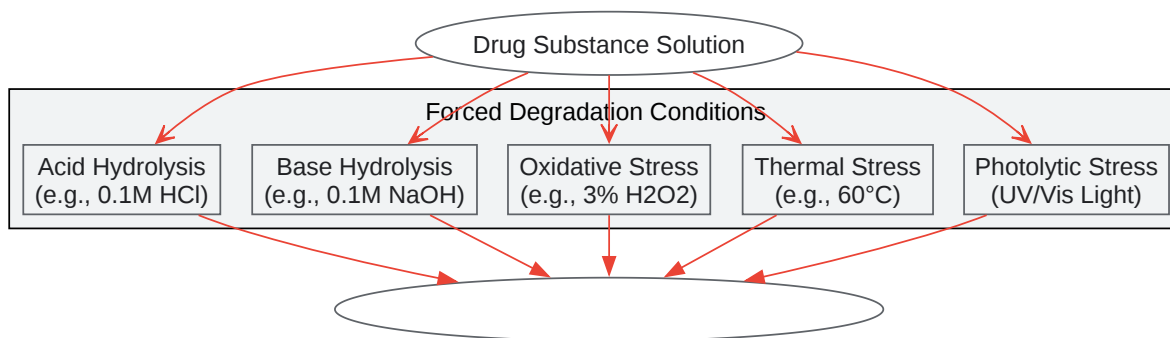 Drug Substance Solution
Forced Degradation Conditions
Acid Hydrolysis
(e.g., 0.1M HCl)
Base Hydrolysis
(e.g., 0.1M NaOH)
Oxidative Stress
(e.g., 3% H2O2)
Thermal Stress
(e.g., 60°C)
Photolytic Stress
(UV/Vis Light)